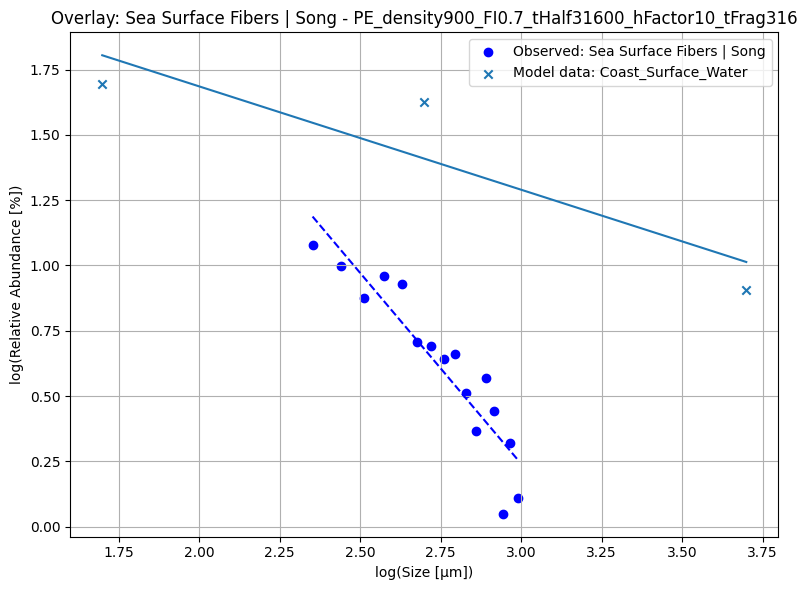 Overlay: Sea Surface Fibers | Song - PE_density900_FI0.7_tHalf31600_hFactor10_tFrag316
Observed: Sea Surface Fibers | Song
Model data: Coast_Surface_Water
log(Relative Abundance [%])
1.75
1.50
1.25
1.00
0.75
0.50
0.25
0.00
1.75 2.00 2.25 2.50 2.75 3.00 3.25 3.50 3.75
log(Size [μm])